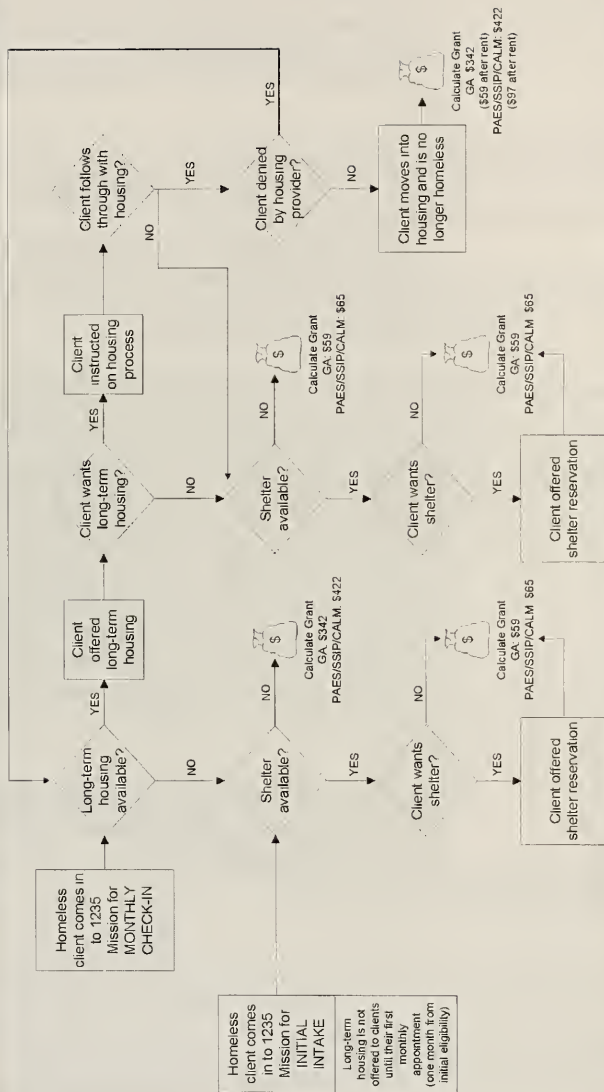 Homeless
client comes in
to 1235
Mission for
MONTHLY
CHECK-IN
Long-term
housing
available?
YES
NO
Client
offered
long-term
housing
Client wants
long-term
housing?
YES
NO
Client
instructed
on housing
process
Client follows
through with
housing?
NO
YES
YES
Client denied
by housing
provider?
NO
Client moves into
housing and is no
longer homeless
$
Calculate Grant
GA $342
($59 after rent)
PAES/SSIP/CALM: $422
($97 after rent)
Homeless
client comes
in to 1235
Mission for
INITIAL
INTAKE
Long-term
housing is not
offered to clients
until their first
monthly
appointment
(one month from
initial eligibility)
Shelter
available?
NO
YES
$
Calculate Grant
GA: $342
PAES/SSIP/CALM: $422
Client wants
shelter?
NO
YES
$
Calculate Grant
GA: $59
PAES/SSIP/CALM $65
Client offered
shelter reservation
Shelter
available?
NO
YES
$
Calculate Grant
GA: $59
PAES/SSIP/CALM: $65
Client wants
shelter?
NO
YES
$
Calculate Grant
GA: $59
PAES/SSIP/CALM $65
Client offered
shelter reservation